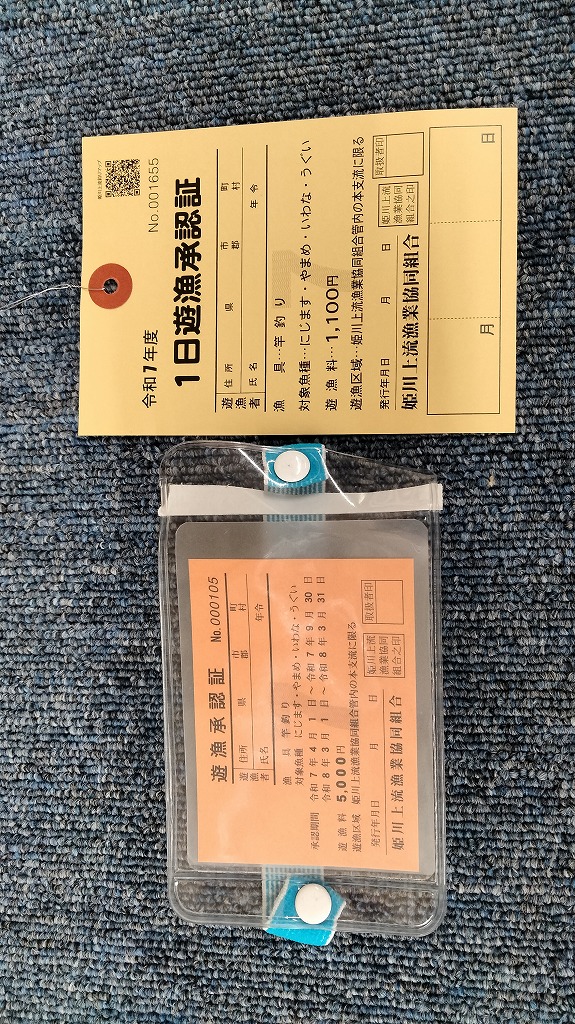 姫川上流漁協マップ
No.001655
令和7年度
1日遊漁承認証
遊漁者 住所 県 市郡 町村
氏名 年令
漁具…竿釣り
対象魚種…にじます・やまめ・いわな・うぐい
遊漁料…1,100円
遊漁区域…姫川上流漁業協同組合管内の本支流に限る
発行年月日 年 月 日
姫川上流漁業協同組合
姫川上流漁業協同組合之印
取扱者印
月 日
遊漁承認証 No.000105
遊漁者 住所 県 市郡 町村
氏名 年令
漁具 竿釣り
対象魚種 にじます・やまめ・いわな・うぐい
承認期間 令和7年4月1日〜令和7年9月30日
令和8年3月1日〜令和8年3月31日
遊漁料 5,000円
遊漁区域 姫川上流漁業協同組合管内の本支流に限る
発行年月日 年 月 日
姫川上流漁業協同組合
姫川上流漁業協同組合之印
取扱者印